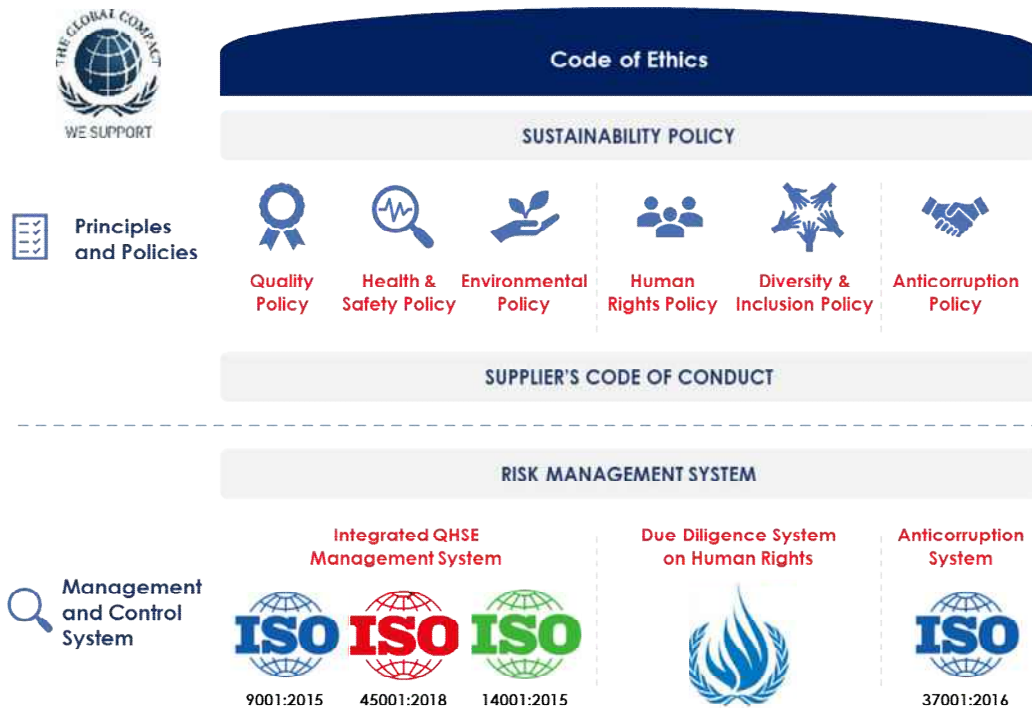 THE GLOBAL COMPACT
WE SUPPORT
Code of Ethics
SUSTAINABILITY POLICY
Principles
and Policies
Quality
Policy
Health &
Safety Policy
Environmental
Policy
Human
Rights Policy
Diversity &
Inclusion Policy
Anticorruption
Policy
SUPPLIER'S CODE OF CONDUCT
RISK MANAGEMENT SYSTEM
Management
and Control
System
Integrated QHSE
Management System
Due Diligence System
on Human Rights
Anticorruption
System
ISO
ISO
ISO
ISO
9001:2015
45001:2018
14001:2015
37001:2016